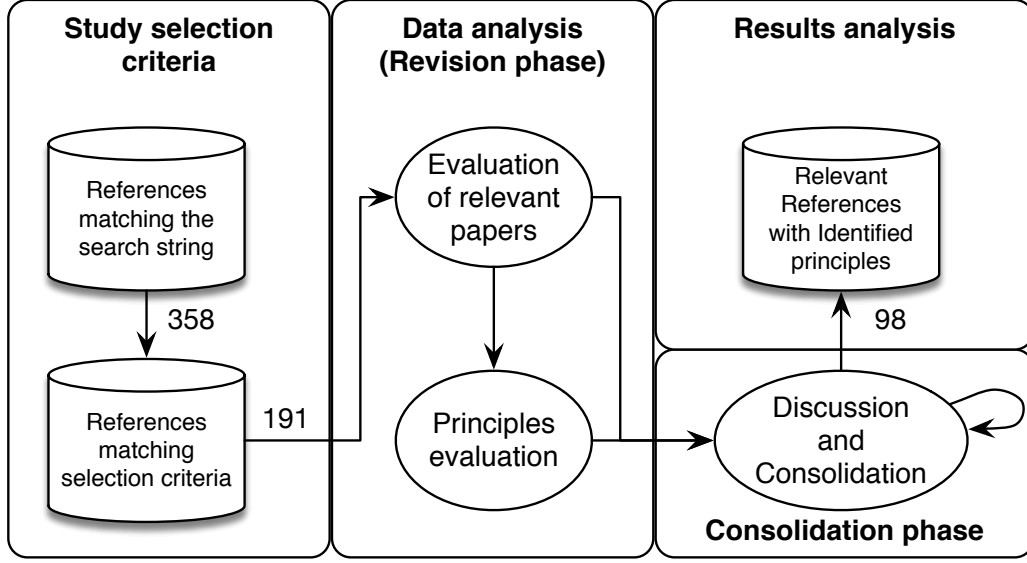 Study selection
criteria
References
matching the
search string
358
References
matching
selection criteria
191
Data analysis
(Revision phase)
Evaluation
of relevant
papers
Principles
evaluation
Results analysis
Relevant
References
with Identified
principles
98
Discussion
and
Consolidation
Consolidation phase